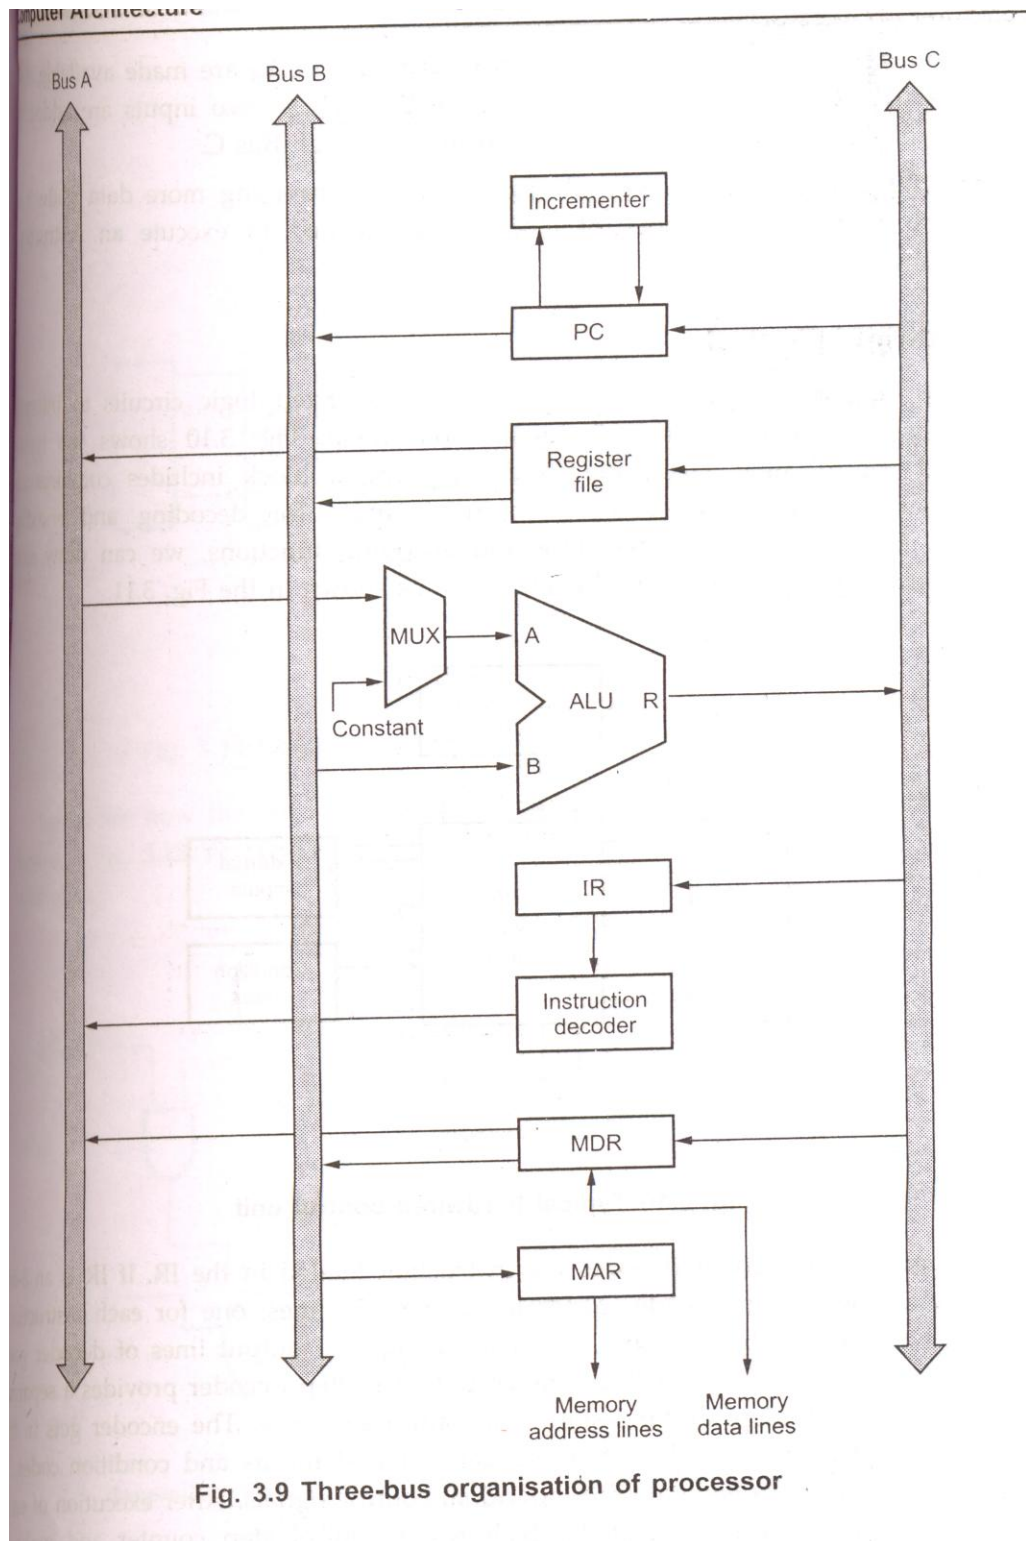 Computer Architecture
Bus A
Bus B
Bus C
Incrementer
PC
Register
file
MUX
A
ALU
R
Constant
B
IR
Instruction
decoder
MDR
MAR
Memory
address lines
Memory
data lines
Fig. 3.9 Three-bus organisation of processor